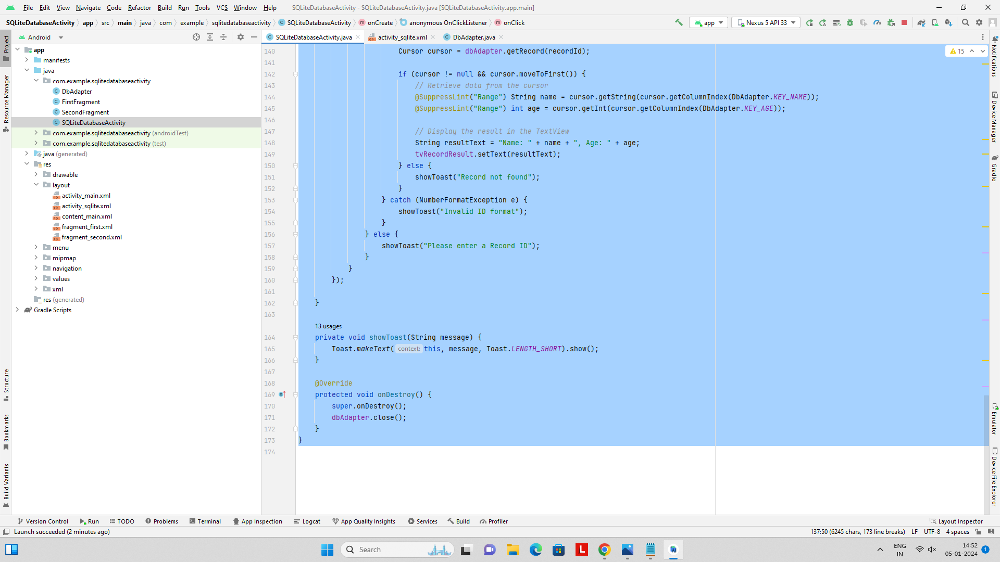 File Edit View Navigate Code Refactor Build Run Tools VCS Window Help SQLiteDatabaseActivity - SQLiteDatabaseActivity.java [SQLiteDatabaseActivity.app.main]
SQLiteDatabaseActivity app src main java com example sqlitedatabaseactivity SQLiteDatabaseActivity onCreate anonymous OnClickListener onClick app Nexus 5 API 33
Android
SQLiteDatabaseActivity.java activity_sqlite.xml DbAdapter.java
Project
Resource Manager
Structure
Bookmarks
Build Variants
app
manifests
java
com.example.sqlitedatabaseactivity
DbAdapter
FirstFragment
SecondFragment
SQLiteDatabaseActivity
com.example.sqlitedatabaseactivity (androidTest)
com.example.sqlitedatabaseactivity (test)
java (generated)
res
drawable
layout
activity_main.xml
activity_sqlite.xml
content_main.xml
fragment_first.xml
fragment_second.xml
menu
mipmap
navigation
values
xml
res (generated)
Gradle Scripts
15
140 Cursor cursor = dbAdapter.getRecord(recordId);
141
142 if (cursor != null && cursor.moveToFirst()) {
143 // Retrieve data from the cursor
144 @SuppressLint("Range") String name = cursor.getString(cursor.getColumnIndex(DbAdapter.KEY_NAME));
145 @SuppressLint("Range") int age = cursor.getInt(cursor.getColumnIndex(DbAdapter.KEY_AGE));
146
147 // Display the result in the TextView
148 String resultText = "Name: " + name + ", Age: " + age;
149 tvRecordResult.setText(resultText);
150 } else {
151 showToast("Record not found");
152 }
153 } catch (NumberFormatException e) {
154 showToast("Invalid ID format");
155 }
156 } else {
157 showToast("Please enter a Record ID");
158 }
159 }
160 });
161
162 }
163
13 usages
164 private void showToast(String message) {
165 Toast.makeText( context: this, message, Toast.LENGTH_SHORT).show();
166 }
167
168 @Override
169 protected void onDestroy() {
170 super.onDestroy();
171 dbAdapter.close();
172 }
173 }
174
Notifications
Device Manager
Gradle
Emulator
Device File Explorer
Version Control Run TODO Problems Terminal App Inspection Logcat App Quality Insights Services Build Profiler Layout Inspector
Launch succeeded (2 minutes ago) 137:50 (6245 chars, 173 line breaks) LF UTF-8 4 spaces
Search
L
ENG
IN
14:52
05-01-2024
1